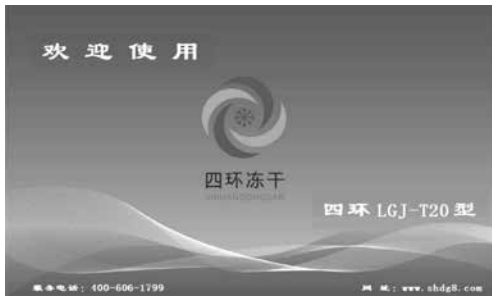 欢迎使用
四环冻干
SIHUANDONGGAN
四环 LGJ-T20 型
服务电话：400-606-1799
网 址：www.shdg8.com